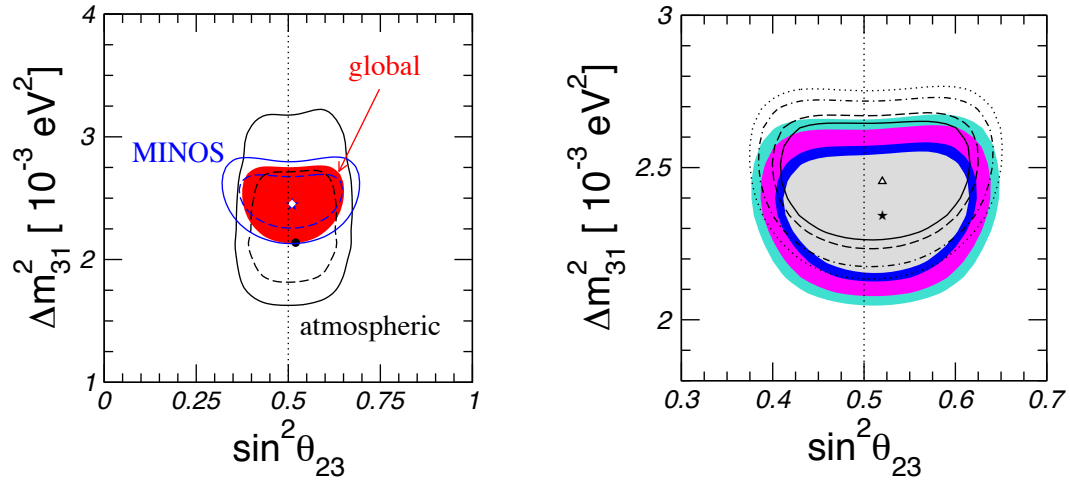 4
3
2
1
0
0.25
0.5
0.75
1
Δm²₃₁ [ 10⁻³ eV²]
sin²θ₂₃
global
MINOS
atmospheric
3
2.5
2
0.3
0.4
0.5
0.6
0.7
Δm²₃₁ [ 10⁻³ eV²]
sin²θ₂₃